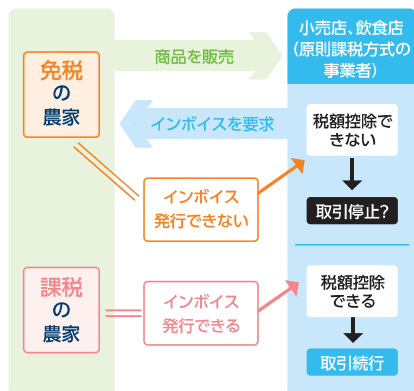 免税
の
農家
商品を販売
インボイスを要求
小売店、飲食店
(原則課税方式の
事業者)
税額控除で
きない
インボイス
発行できない
取引停止?
課税
の
農家
インボイス
発行できる
税額控除
できる
取引続行